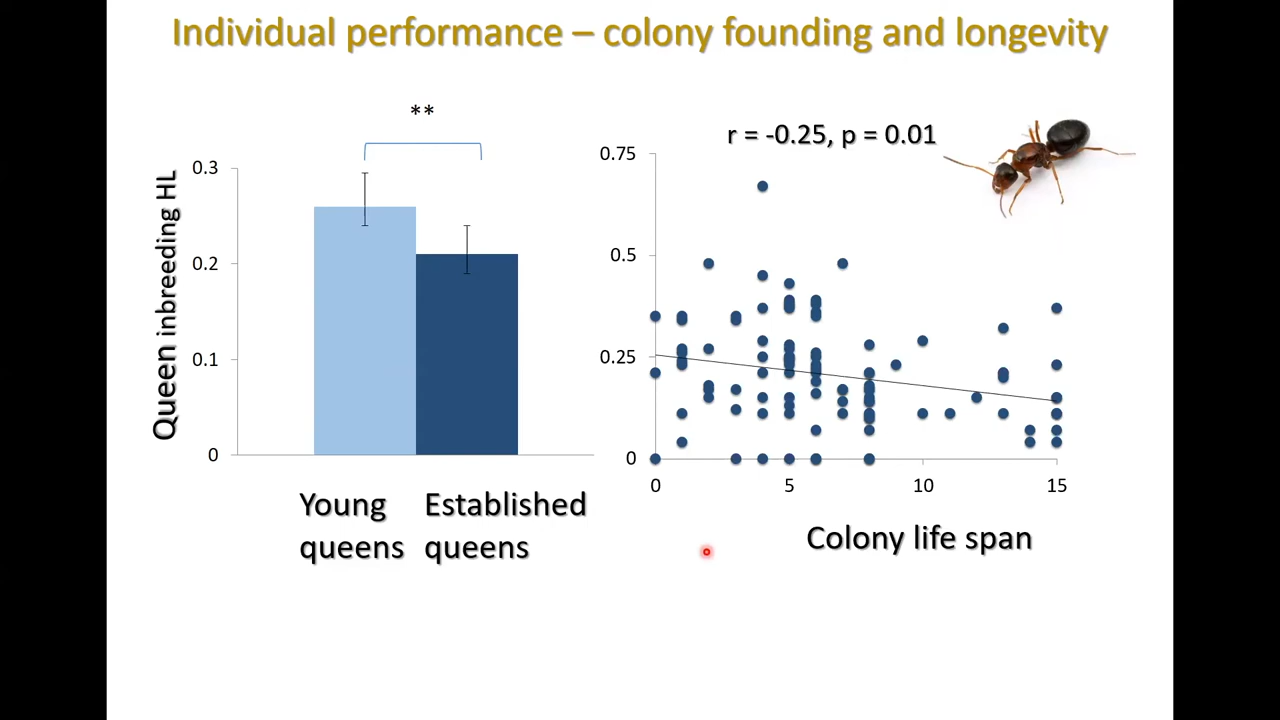 Individual performance – colony founding and longevity
**
Queen inbreeding HL
0.3
0.2
0.1
0
Young queens
Established queens
r = -0.25, p = 0.01
0.75
0.5
0.25
0
0
5
10
15
Colony life span